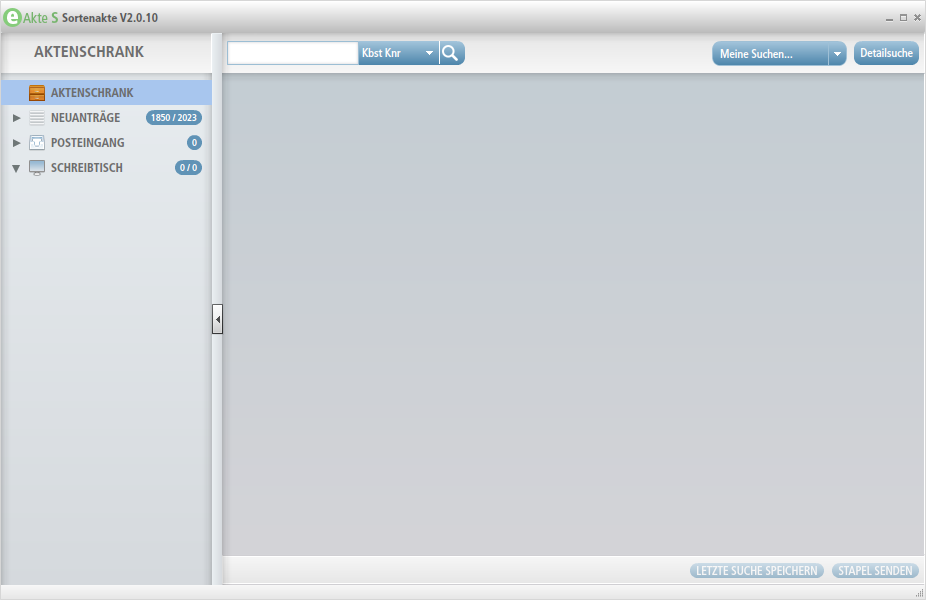 eAkte S Sortenakte V2.0.10
AKTENSCHRANK
Kbst Knr
Meine Suchen...
Detailsuche
AKTENSCHRANK
NEUANTRÄGE 1850 / 2023
POSTEINGANG 0
SCHREIBTISCH 0 / 0
LETZTE SUCHE SPEICHERN
STAPEL SENDEN